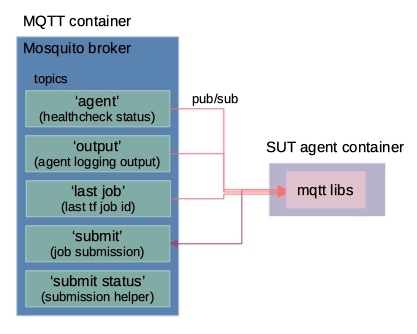 MQTT container
Mosquito broker
topics
‘agent’
(healthcheck status)
pub/sub
‘output’
(agent logging output)
SUT agent container
‘last job’
(last tf job id)
mqtt libs
‘submit’
(job submission)
‘submit status’
(submission helper)